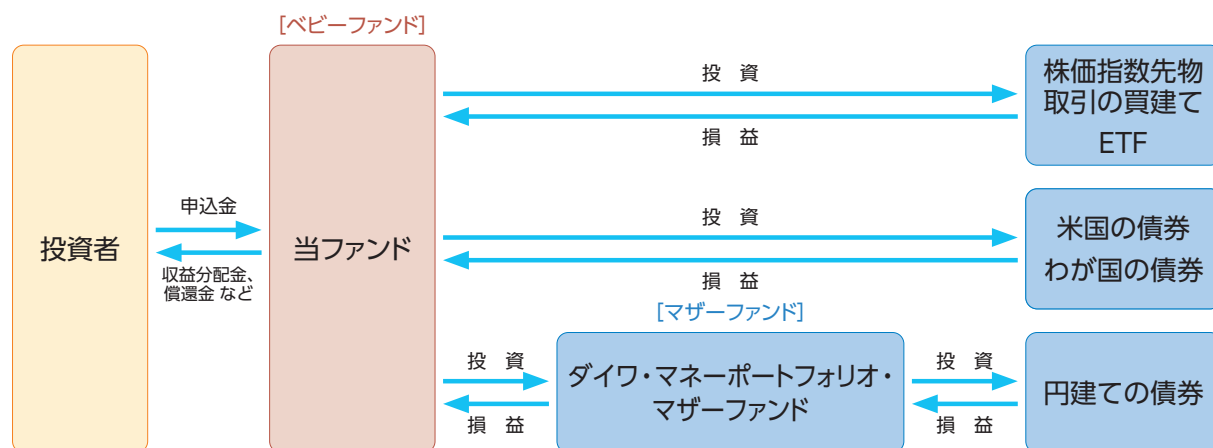 [ベビーファンド]
投資者
申込金
収益分配金、
償還金 など
当ファンド
投 資
損 益
株価指数先物
取引の買建て
ETF
投 資
損 益
米国の債券
わが国の債券
[マザーファンド]
投 資
損 益
ダイワ・マネーポートフォリオ・
マザーファンド
投 資
損 益
円建ての債券